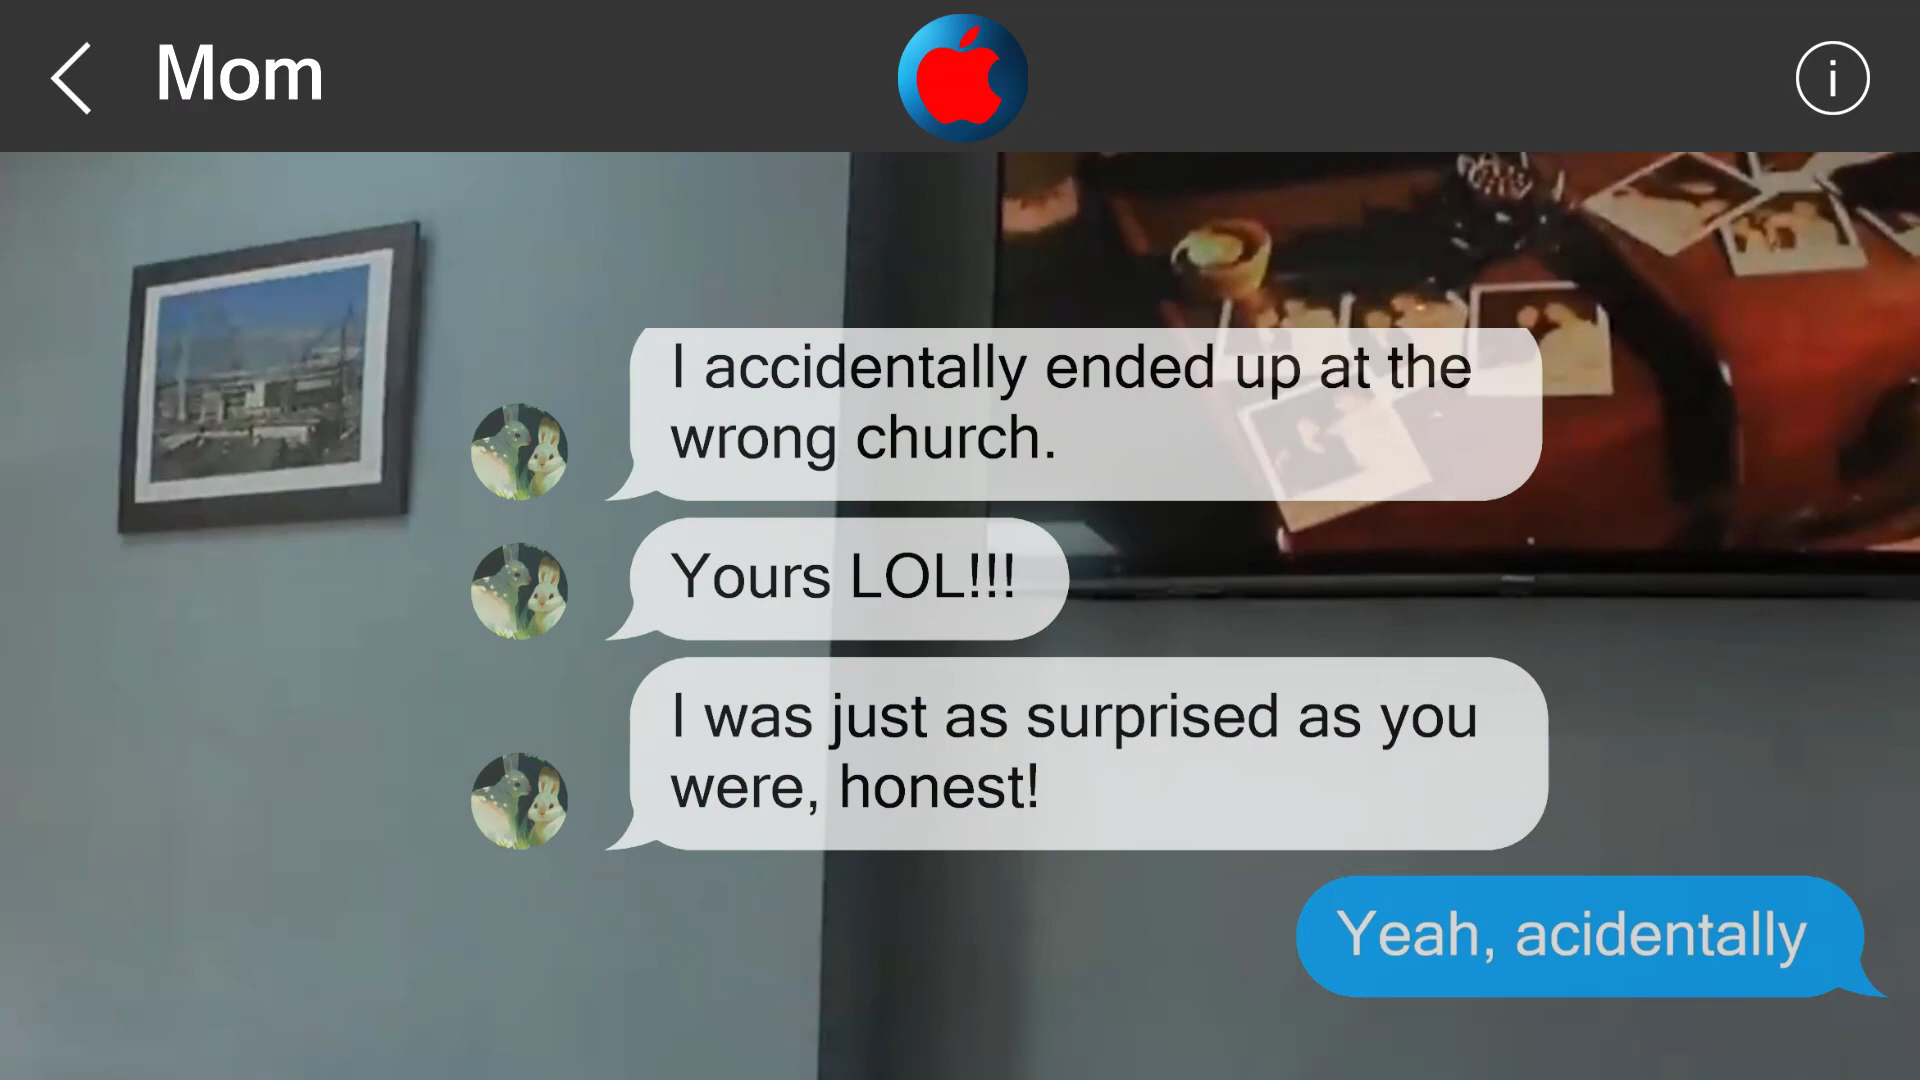 Mom
i
I accidentally ended up at the
wrong church.
Yours LOL!!!
I was just as surprised as you
were, honest!
Yeah, acidentally